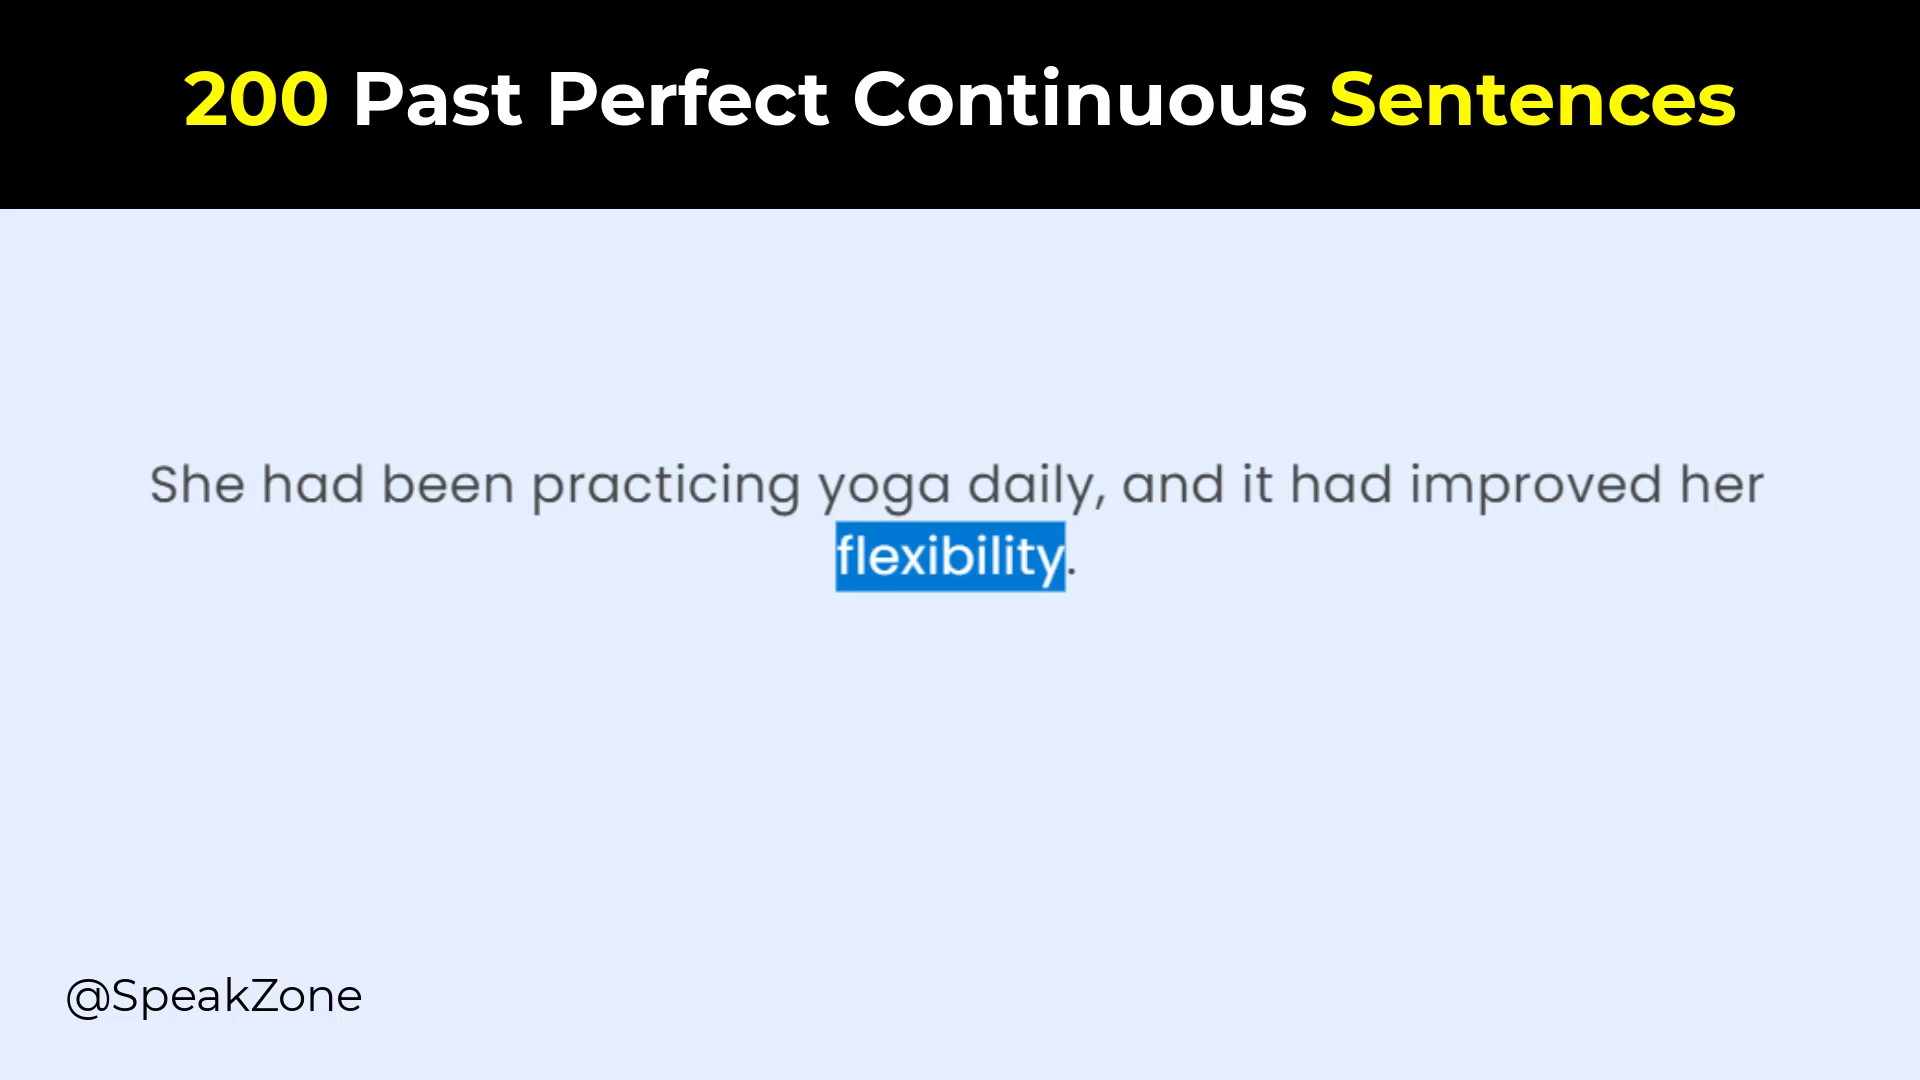 200 Past Perfect Continuous Sentences
She had been practicing yoga daily, and it had improved her
flexibility.
@SpeakZone